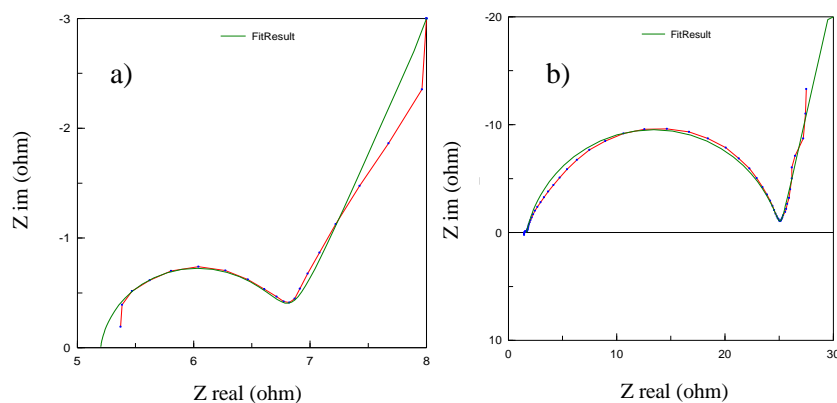 -3
-2
-1
0
5
6
7
8
Z im (ohm)
Z real (ohm)
a)
FitResult
-20
-10
0
10
0
10
20
30
Z im (ohm)
Z real (ohm)
b)
FitResult